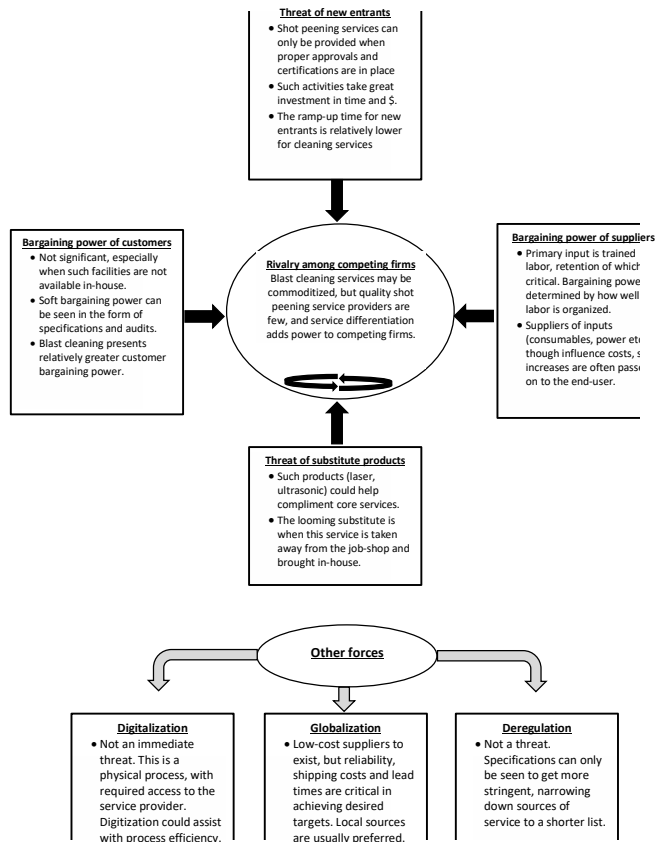 Threat of new entrants
• Shot peening services can
only be provided when
proper approvals and
certifications are in place
• Such activities take great
investment in time and $.
• The ramp-up time for new
entrants is relatively lower
for cleaning services
Bargaining power of customers
• Not significant, especially
when such facilities are not
available in-house.
• Soft bargaining power can
be seen in the form of
specifications and audits.
• Blast cleaning presents
relatively greater customer
bargaining power.
Rivalry among competing firms
Blast cleaning services may be
commoditized, but quality shot
peening service providers are
few, and service differentiation
adds power to competing firms.
Bargaining power of suppliers
• Primary input is trained
labor, retention of which
critical. Bargaining powe
determined by how well
labor is organized.
• Suppliers of inputs
(consumables, power etc
though influence costs, s
increases are often passe
on to the end-user.
Threat of substitute products
• Such products (laser,
ultrasonic) could help
compliment core services.
• The looming substitute is
when this service is taken
away from the job-shop and
brought in-house.
Other forces
Digitalization
• Not an immediate
threat. This is a
physical process, with
required access to the
service provider.
Digitization could assist
with process efficiency.
Globalization
• Low-cost suppliers to
exist, but reliability,
shipping costs and lead
times are critical in
achieving desired
targets. Local sources
are usually preferred.
Deregulation
• Not a threat.
Specifications can only
be seen to get more
stringent, narrowing
down sources of
service to a shorter list.